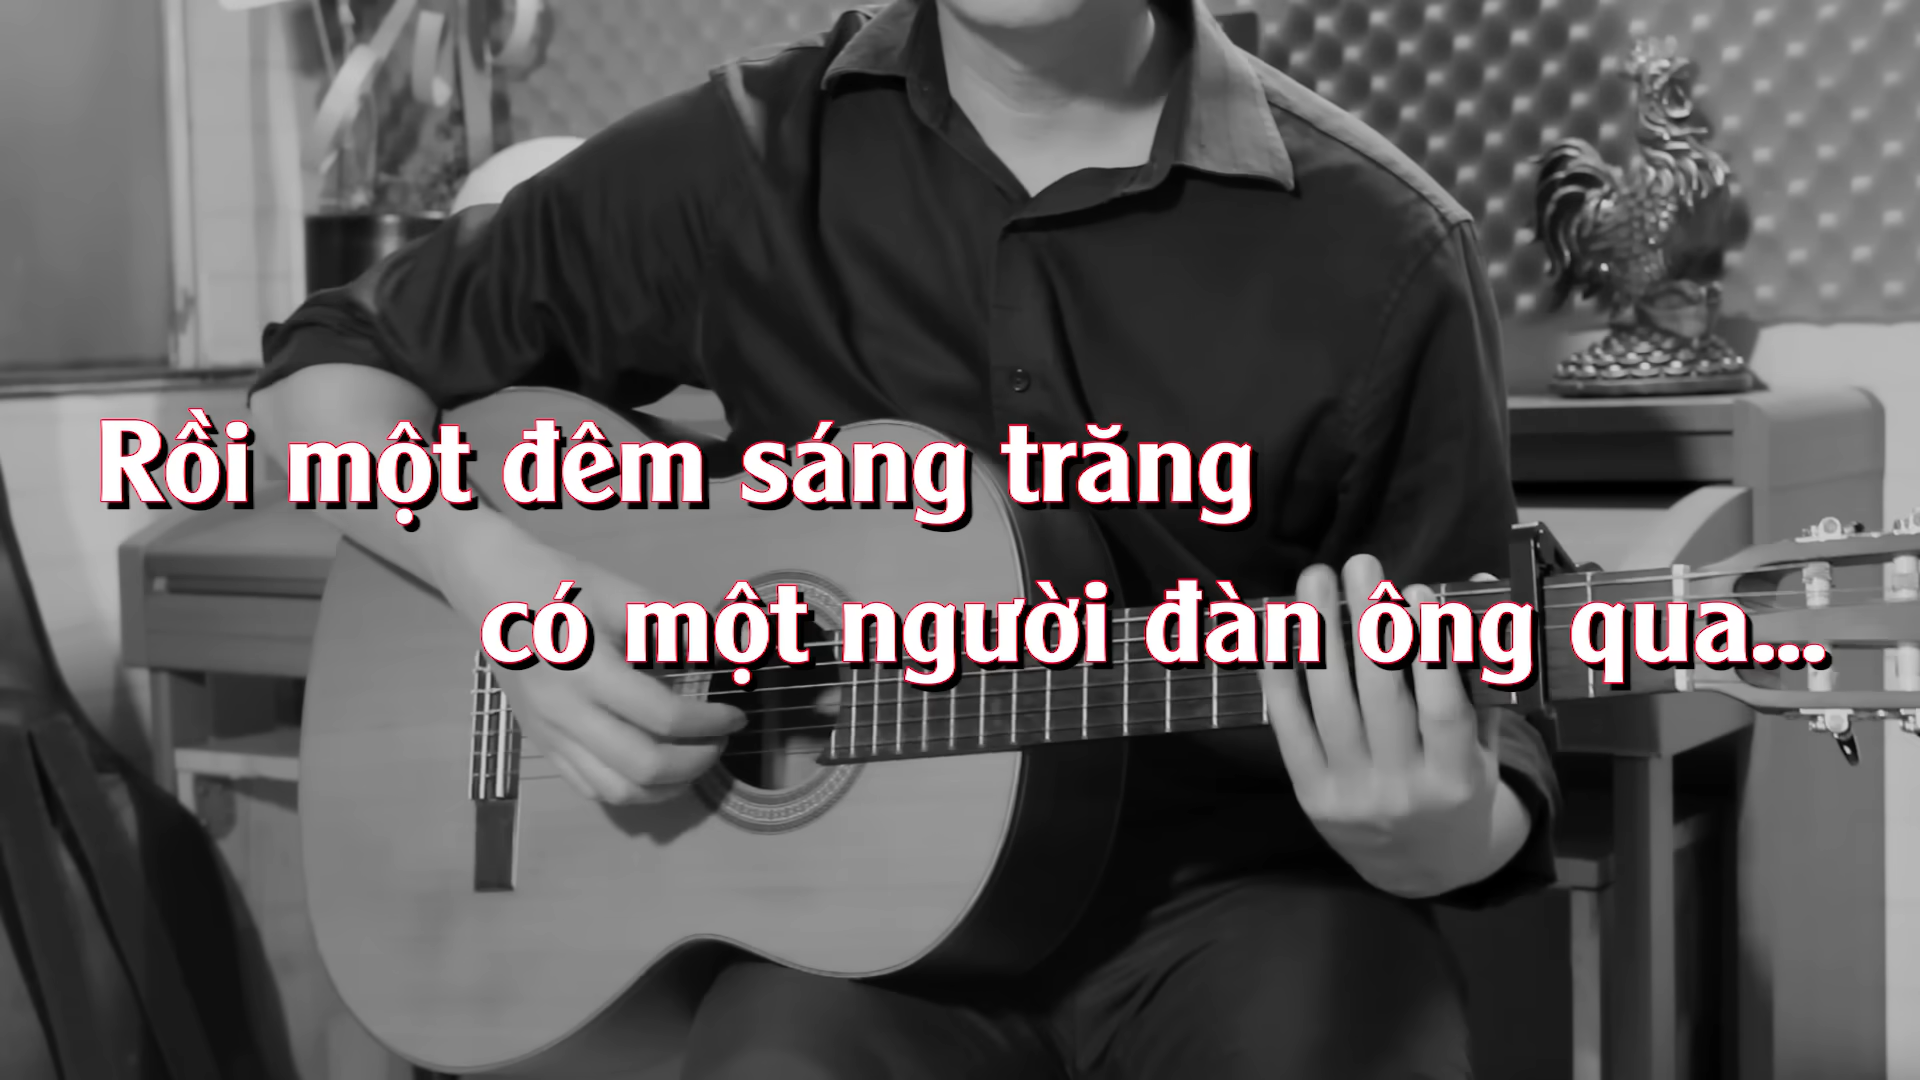 Rồi một đêm sáng trăng
có một người đàn ông qua...